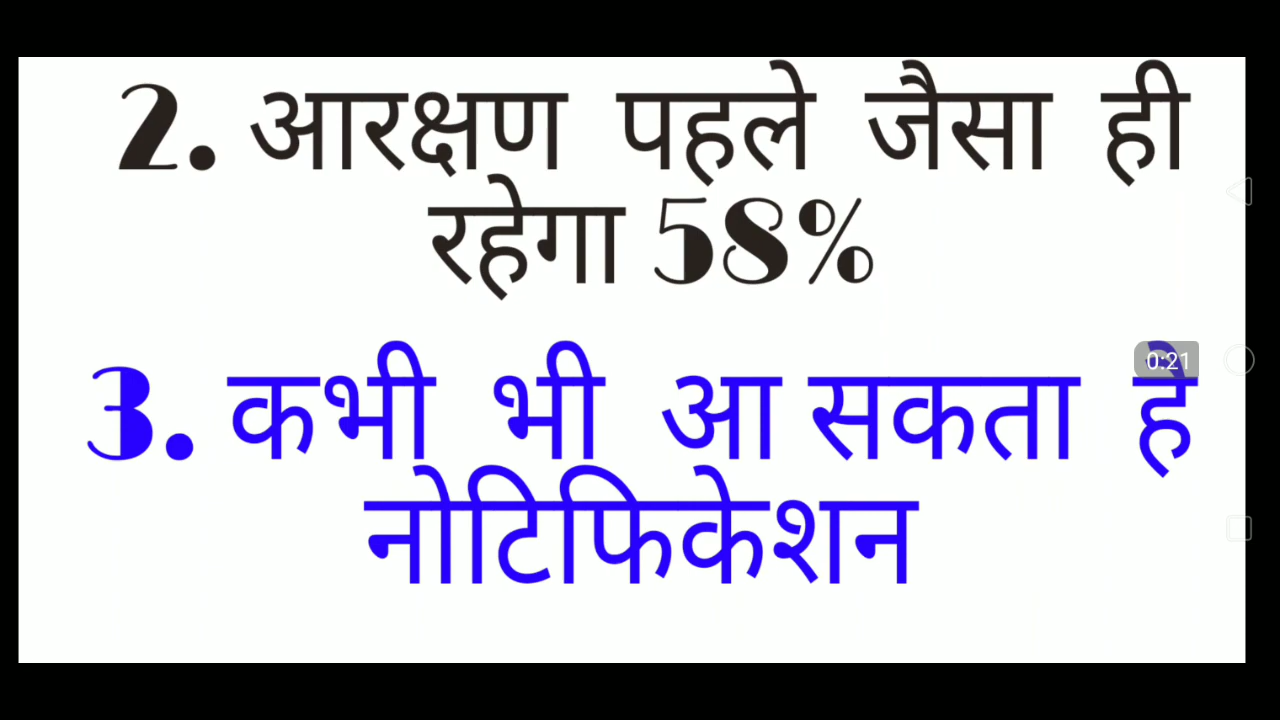 2. आरक्षण पहले जैसा ही
रहेगा 58%
0:21
3. कभी भी आ सकता हे
नोटिफिकेशन